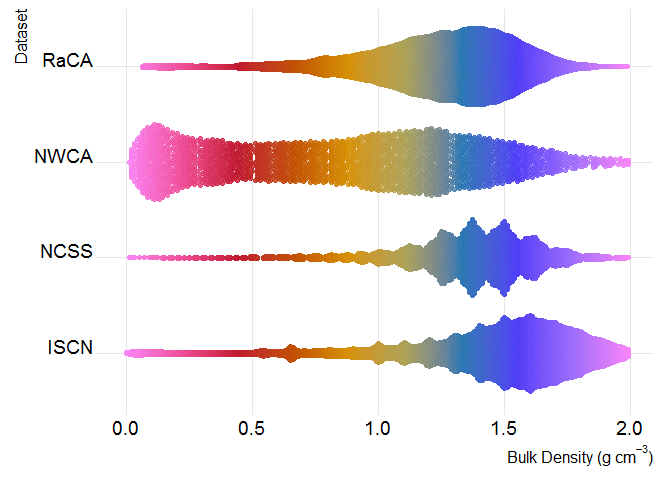 Dataset
RaCA
NWCA
NCSS
ISCN
0.0 0.5 1.0 1.5 2.0
Bulk Density (g cm⁻³)